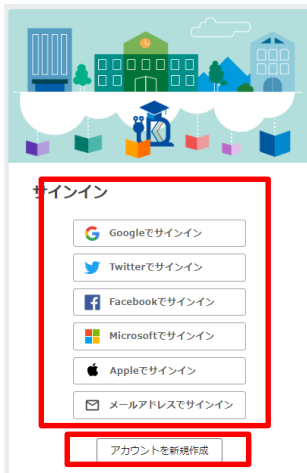 サインイン
Googleでサインイン
Twitterでサインイン
Facebookでサインイン
Microsoftでサインイン
Appleでサインイン
メールアドレスでサインイン
アカウントを新規作成